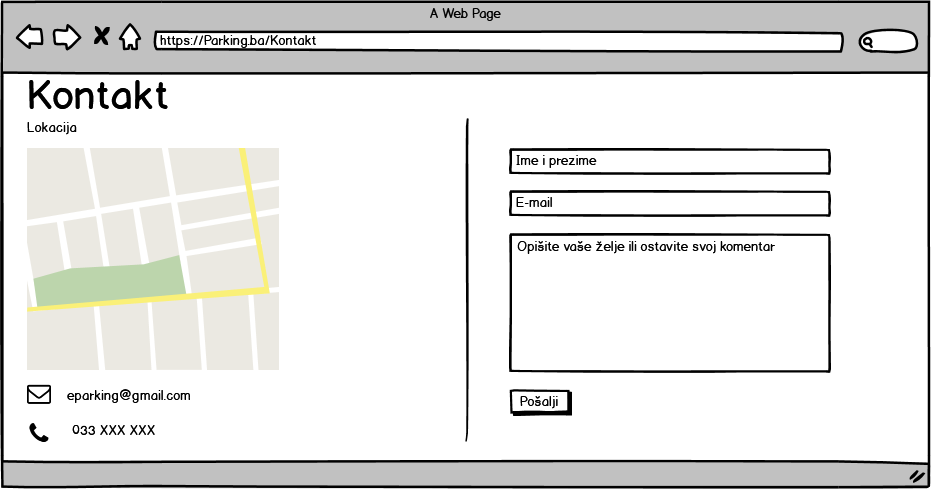 A Web Page
https://Parking.ba/Kontakt
Kontakt
Lokacija
eparking@gmail.com
033 XXX XXX
Ime i prezime
E-mail
Opišite vaše želje ili ostavite svoj komentar
Pošalji